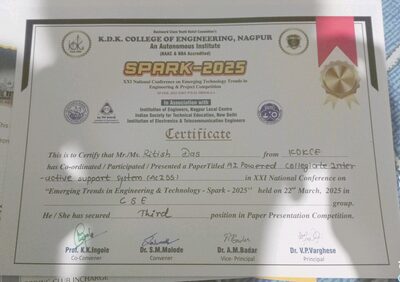 K.D.K. COLLEGE OF ENGINEERING, NAGPUR
An Autonomous Institute
(NAAC & NBA Accredited)
SPARK-2025
XXI National Conference on Emerging Technology Trends in
Engineering & Project Competition
In Association with
Institution of Engineers, Nagpur Local Centre
Indian Society for Technical Education, New Delhi
Institution of Electronics & Telecommunication Engineers
Certificate
This is to Certify that Mr./Ms. Ritish Das from KDKCE
has Co-ordinated / Participated / Presented a Paper Titled AI Powered Collegiate Inter
active support system (AC2SS) in XXI National Conference on
"Emerging Trends in Engineering & Technology - Spark - 2025" held on 22nd March, 2025 in
CSE group.
He / She has secured Third position in Paper Presentation Competition.
Prof. K.K.Ingole Dr. S.M.Malode Dr. A.M.Badar Dr. V.P.Varghese
Convener Co-Convener Vice- Principal Principal